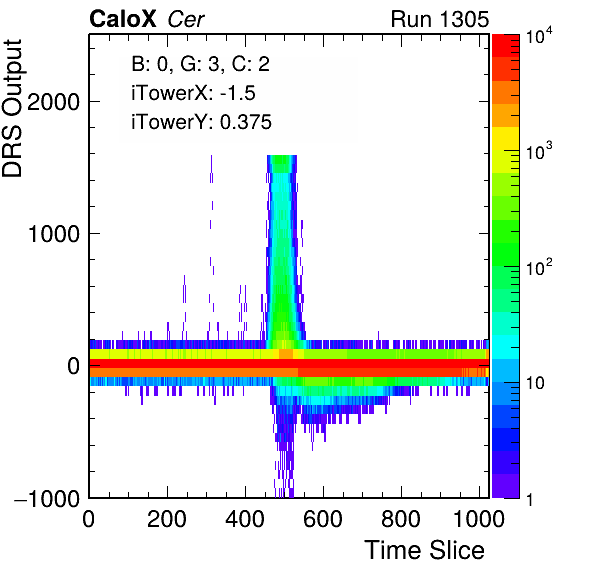 CaloX Cer Run 1305
B: 0, G: 3, C: 2
iTowerX: -1.5
iTowerY: 0.375
DRS Output
2000
1000
0
−1000
0 200 400 600 800 1000
Time Slice
10^4
10^3
10^2
10
1